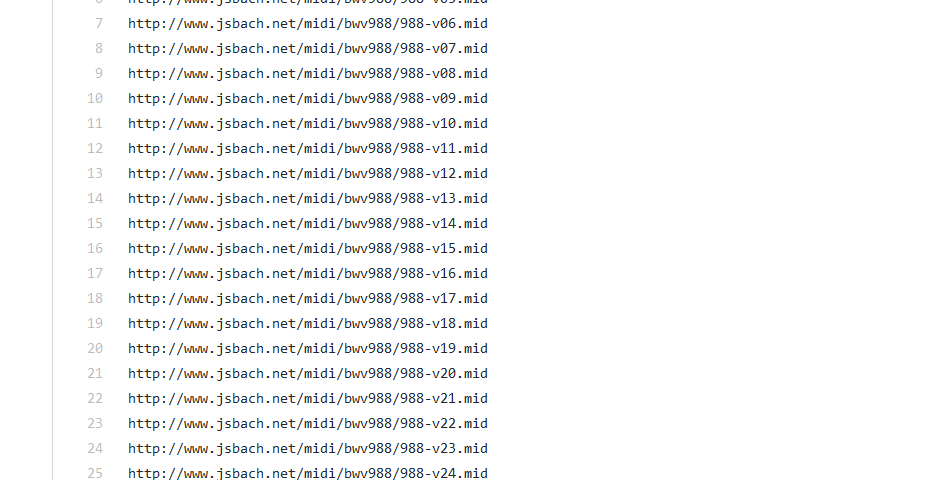 6 http://www.jsbach.net/midi/bwv988/988-v05.mid
7 http://www.jsbach.net/midi/bwv988/988-v06.mid
8 http://www.jsbach.net/midi/bwv988/988-v07.mid
9 http://www.jsbach.net/midi/bwv988/988-v08.mid
10 http://www.jsbach.net/midi/bwv988/988-v09.mid
11 http://www.jsbach.net/midi/bwv988/988-v10.mid
12 http://www.jsbach.net/midi/bwv988/988-v11.mid
13 http://www.jsbach.net/midi/bwv988/988-v12.mid
14 http://www.jsbach.net/midi/bwv988/988-v13.mid
15 http://www.jsbach.net/midi/bwv988/988-v14.mid
16 http://www.jsbach.net/midi/bwv988/988-v15.mid
17 http://www.jsbach.net/midi/bwv988/988-v16.mid
18 http://www.jsbach.net/midi/bwv988/988-v17.mid
19 http://www.jsbach.net/midi/bwv988/988-v18.mid
20 http://www.jsbach.net/midi/bwv988/988-v19.mid
21 http://www.jsbach.net/midi/bwv988/988-v20.mid
22 http://www.jsbach.net/midi/bwv988/988-v21.mid
23 http://www.jsbach.net/midi/bwv988/988-v22.mid
24 http://www.jsbach.net/midi/bwv988/988-v23.mid
25 http://www.jsbach.net/midi/bwv988/988-v24.mid